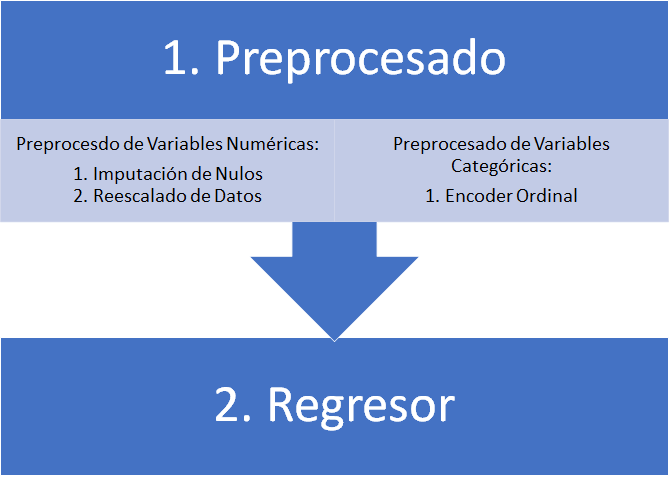 1. Preprocesado
Preprocesdo de Variables Numéricas:
1. Imputación de Nulos
2. Reescalado de Datos
Preprocesado de Variables
Categóricas:
1. Encoder Ordinal
2. Regresor